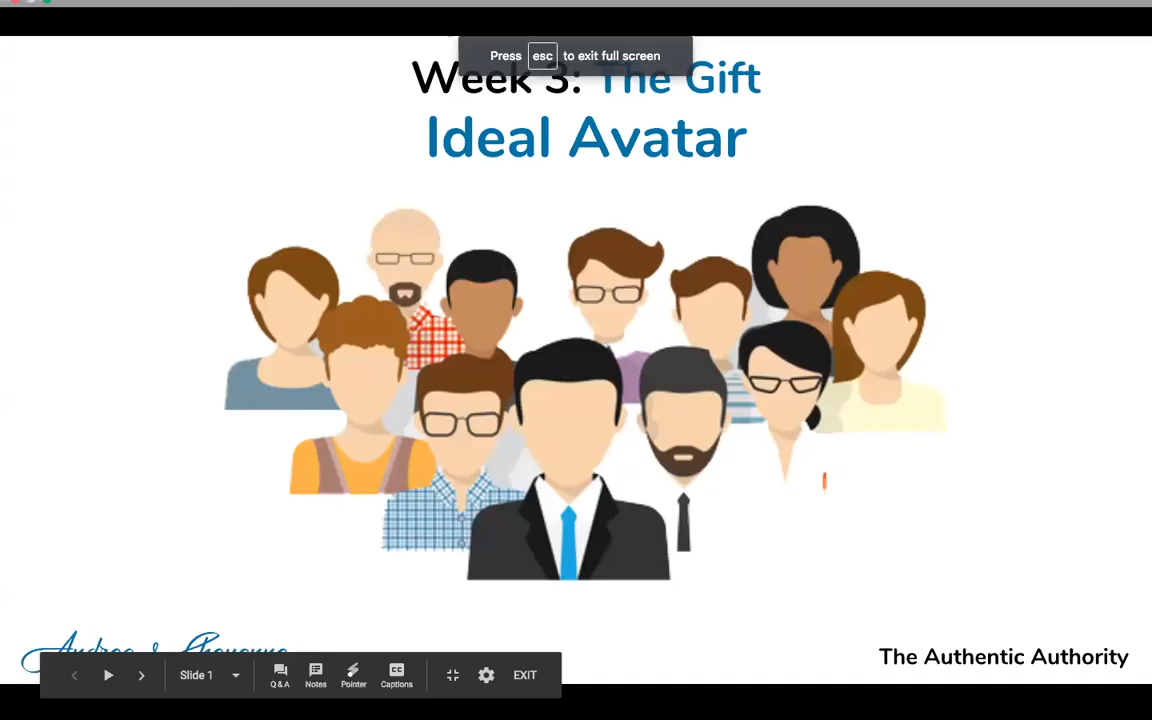 Press esc to exit full screen
Week 3: The Gift
Ideal Avatar
The Authentic Authority
Slide 1
Q & A
Notes
Pointer
CC
Captions
EXIT